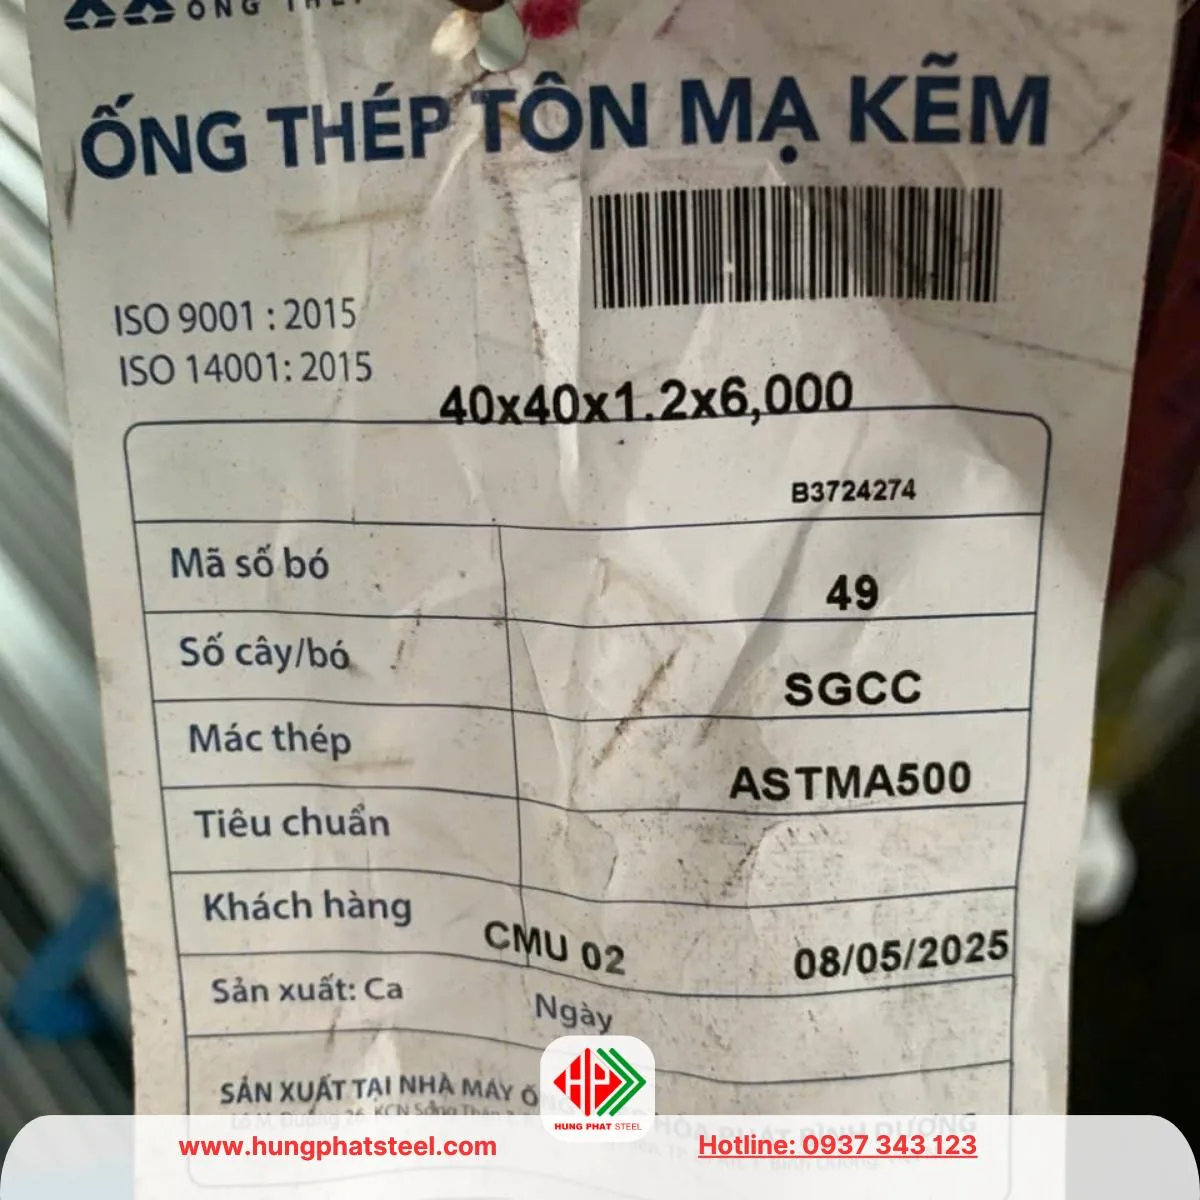 ỐNG THÉP TÔN MẠ KẼM
ISO 9001 : 2015
ISO 14001: 2015
40x40x1.2x6,000
B3724274
Mã số bó
49
Số cây/bó
SGCC
Mác thép
ASTMA500
Tiêu chuẩn
Khách hàng
CMU 02 08/05/2025
Sản xuất: Ca Ngày
SẢN XUẤT TẠI NHÀ MÁY ỐNG
HUNG PHAT STEEL
www.hungphatsteel.com
Hotline: 0937 343 123